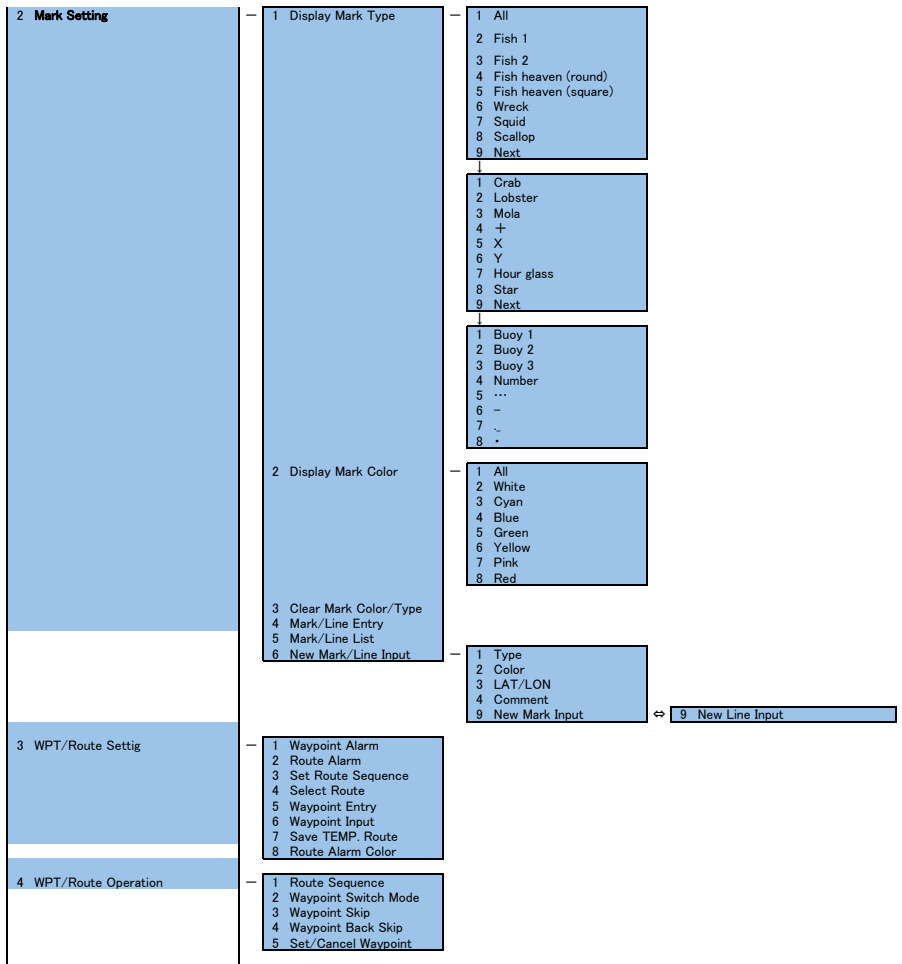 2 Mark Setting — 1 Display Mark Type — 1 All
2 Fish 1
3 Fish 2
4 Fish heaven (round)
5 Fish heaven (square)
6 Wreck
7 Squid
8 Scallop
9 Next
↓
1 Crab
2 Lobster
3 Mola
4 +
5 X
6 Y
7 Hour glass
8 Star
9 Next
↓
1 Buoy 1
2 Buoy 2
3 Buoy 3
4 Number
5 …
6 -
7 ._
8 ・
2 Display Mark Color — 1 All
2 White
3 Cyan
4 Blue
5 Green
6 Yellow
7 Pink
8 Red
3 Clear Mark Color/Type
4 Mark/Line Entry
5 Mark/Line List
6 New Mark/Line Input — 1 Type
2 Color
3 LAT/LON
4 Comment
9 New Mark Input ⇔ 9 New Line Input
3 WPT/Route Settig — 1 Waypoint Alarm
2 Route Alarm
3 Set Route Sequence
4 Select Route
5 Waypoint Entry
6 Waypoint Input
7 Save TEMP. Route
8 Route Alarm Color
4 WPT/Route Operation — 1 Route Sequence
2 Waypoint Switch Mode
3 Waypoint Skip
4 Waypoint Back Skip
5 Set/Cancel Waypoint